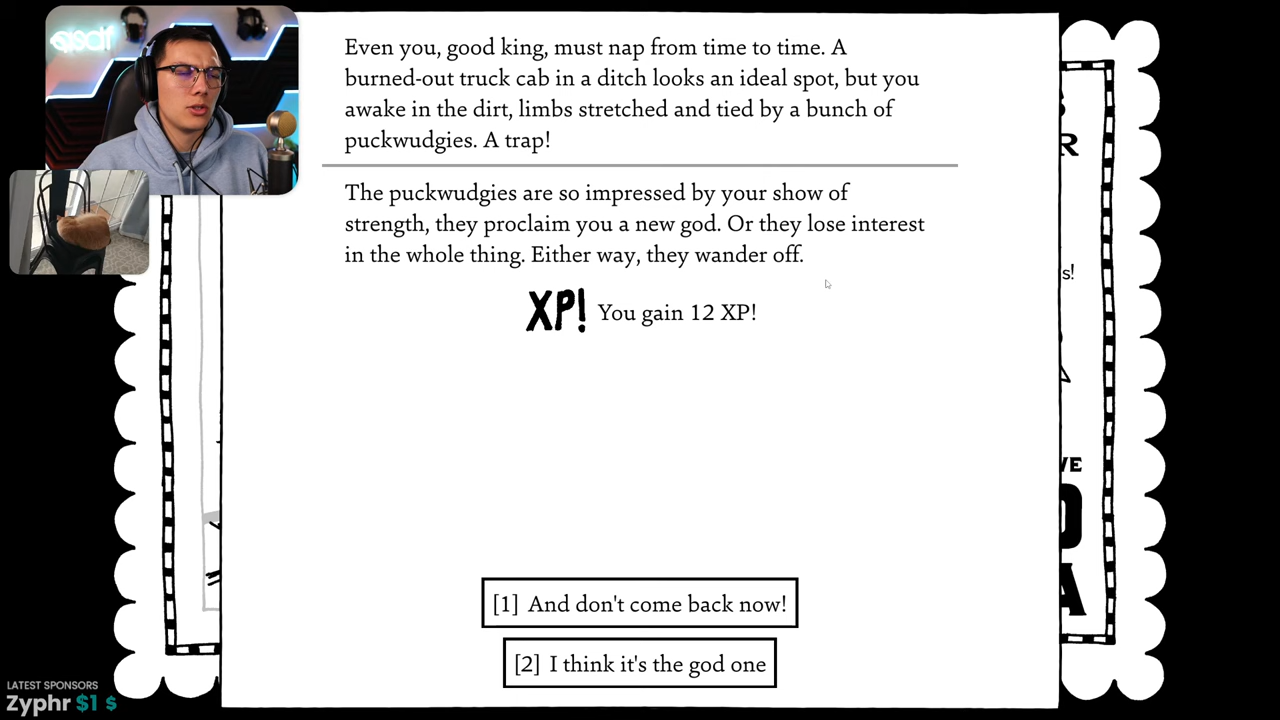 Even you, good king, must nap from time to time. A
burned-out truck cab in a ditch looks an ideal spot, but you
awake in the dirt, limbs stretched and tied by a bunch of
puckwudgies. A trap!
The puckwudgies are so impressed by your show of
strength, they proclaim you a new god. Or they lose interest
in the whole thing. Either way, they wander off.
XP! You gain 12 XP!
[1] And don't come back now!
[2] I think it's the god one
R
s!
VE
A
LATEST SPONSORS
Zyphr $1 $